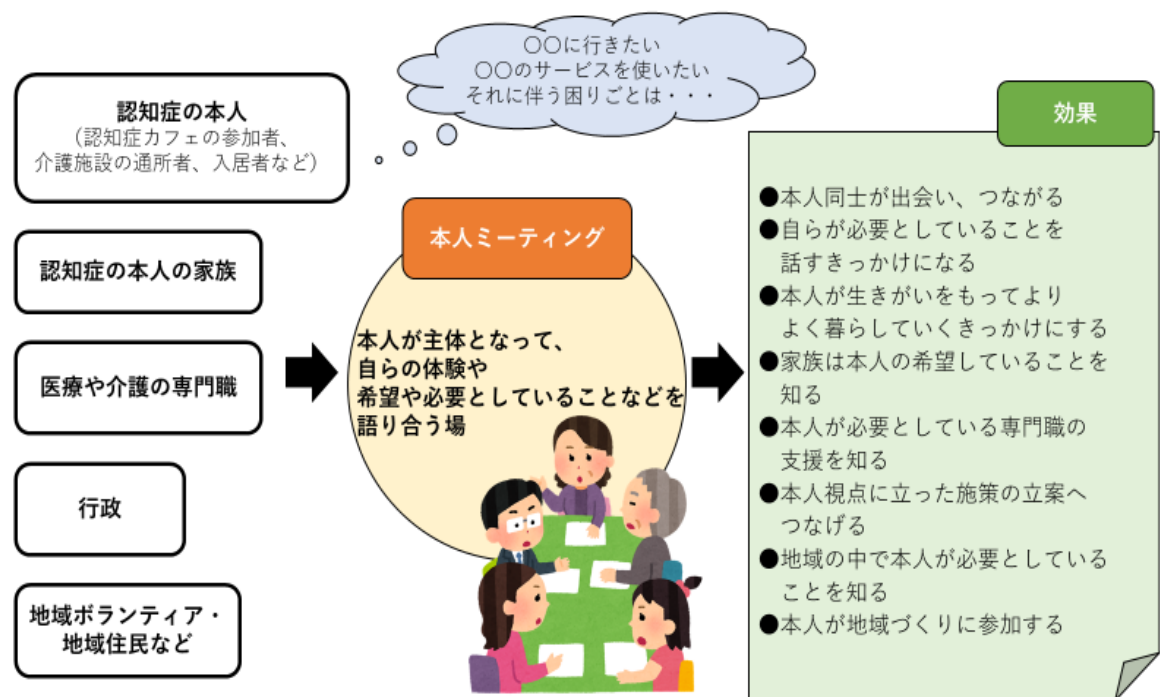 〇〇に行きたい
〇〇のサービスを使いたい
それに伴う困りごとは・・・
認知症の本人
（認知症カフェの参加者、
介護施設の通所者、入居者など）
認知症の本人の家族
医療や介護の専門職
行政
地域ボランティア・
地域住民など
本人ミーティング
本人が主体となって、
自らの体験や
希望や必要としていることなどを
語り合う場
効果
●本人同士が出会い、つながる
●自らが必要としていることを
話すきっかけになる
●本人が生きがいをもってより
よく暮らしていくきっかけにする
●家族は本人の希望していることを
知る
●本人が必要としている専門職の
支援を知る
●本人視点に立った施策の立案へ
つなげる
●地域の中で本人が必要としている
ことを知る
●本人が地域づくりに参加する